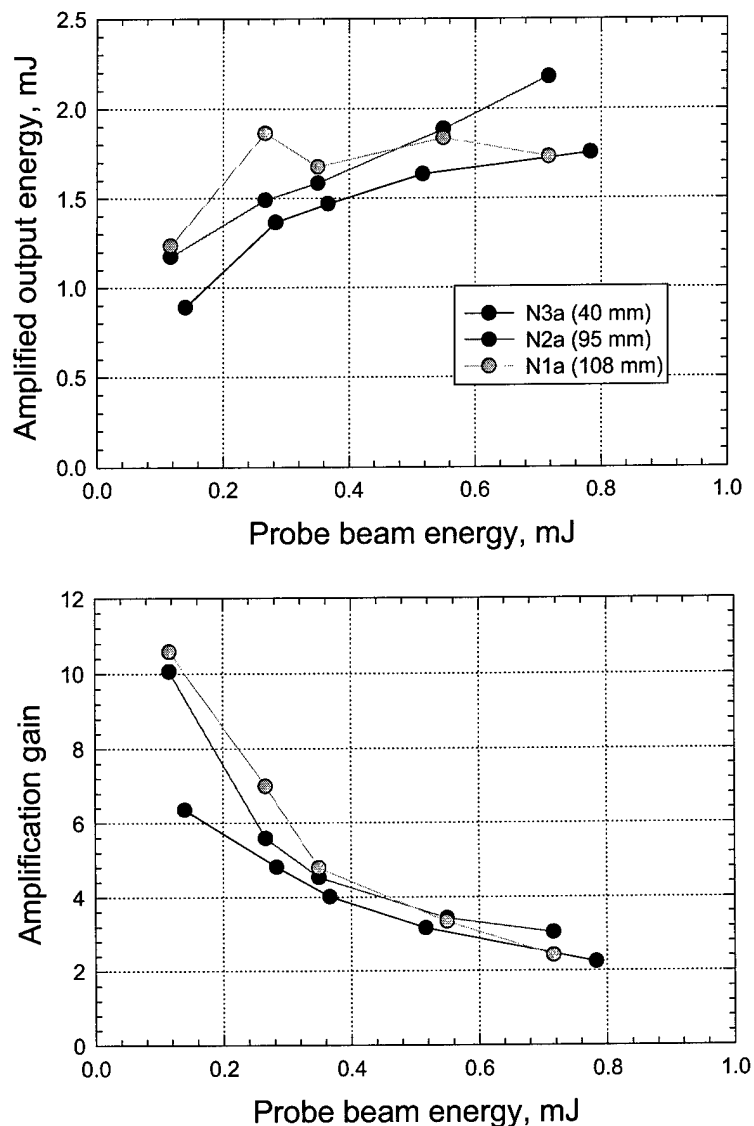 2.5
2.0
1.5
1.0
0.5
0.0
Amplified output energy, mJ
N3a (40 mm)
N2a (95 mm)
N1a (108 mm)
0.0 0.2 0.4 0.6 0.8 1.0
Probe beam energy, mJ
12
10
8
6
4
2
0
Amplification gain
0.0 0.2 0.4 0.6 0.8 1.0
Probe beam energy, mJ